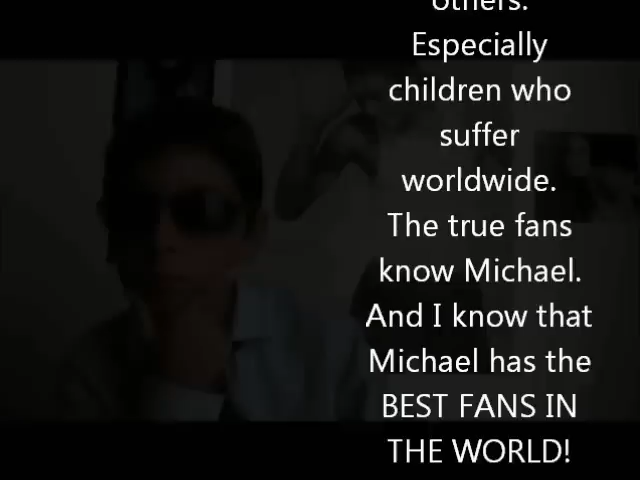 others.
Especially
children who
suffer
worldwide.
The true fans
know Michael.
And I know that
Michael has the
BEST FANS IN
THE WORLD!